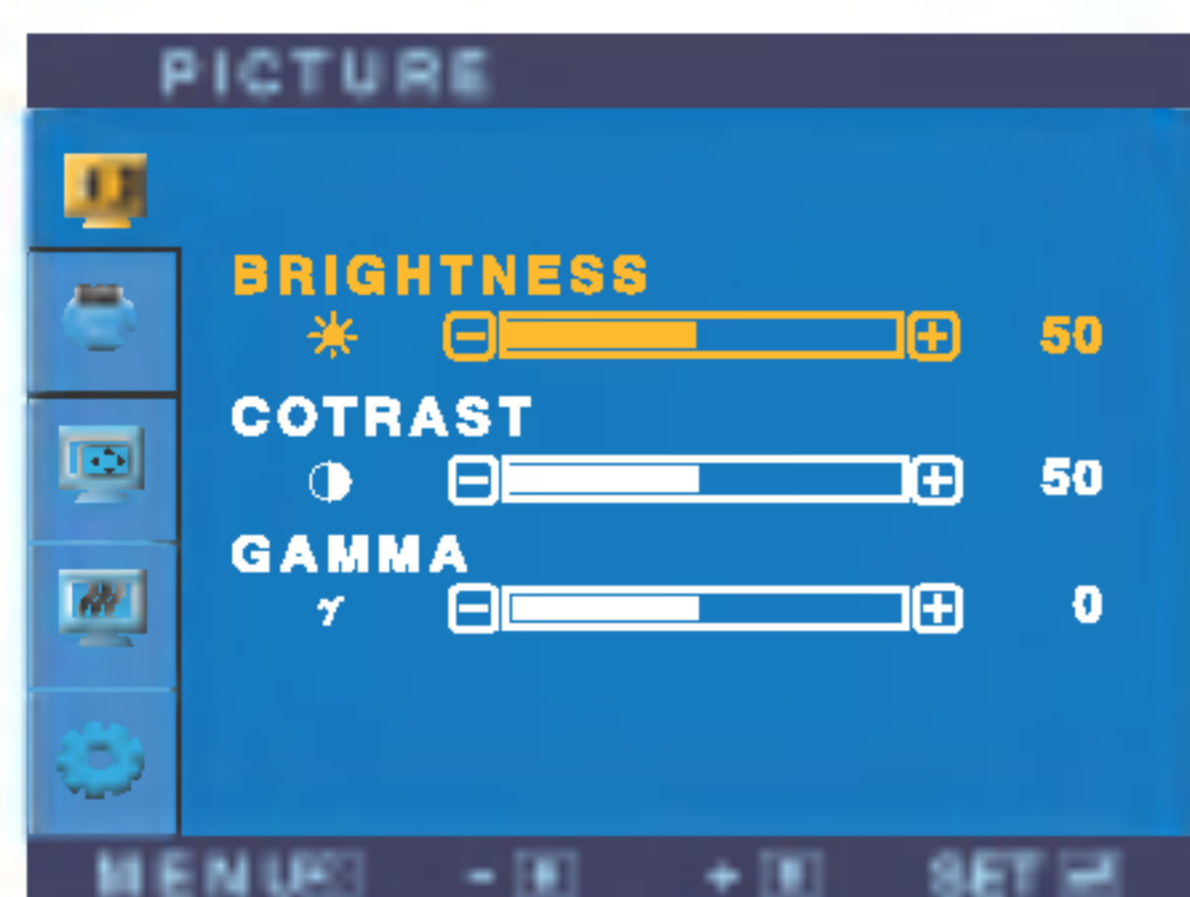 PICTURE
BRIGHTNESS
50
COTRAST
50
GAMMA
γ 0
MENU - + SET